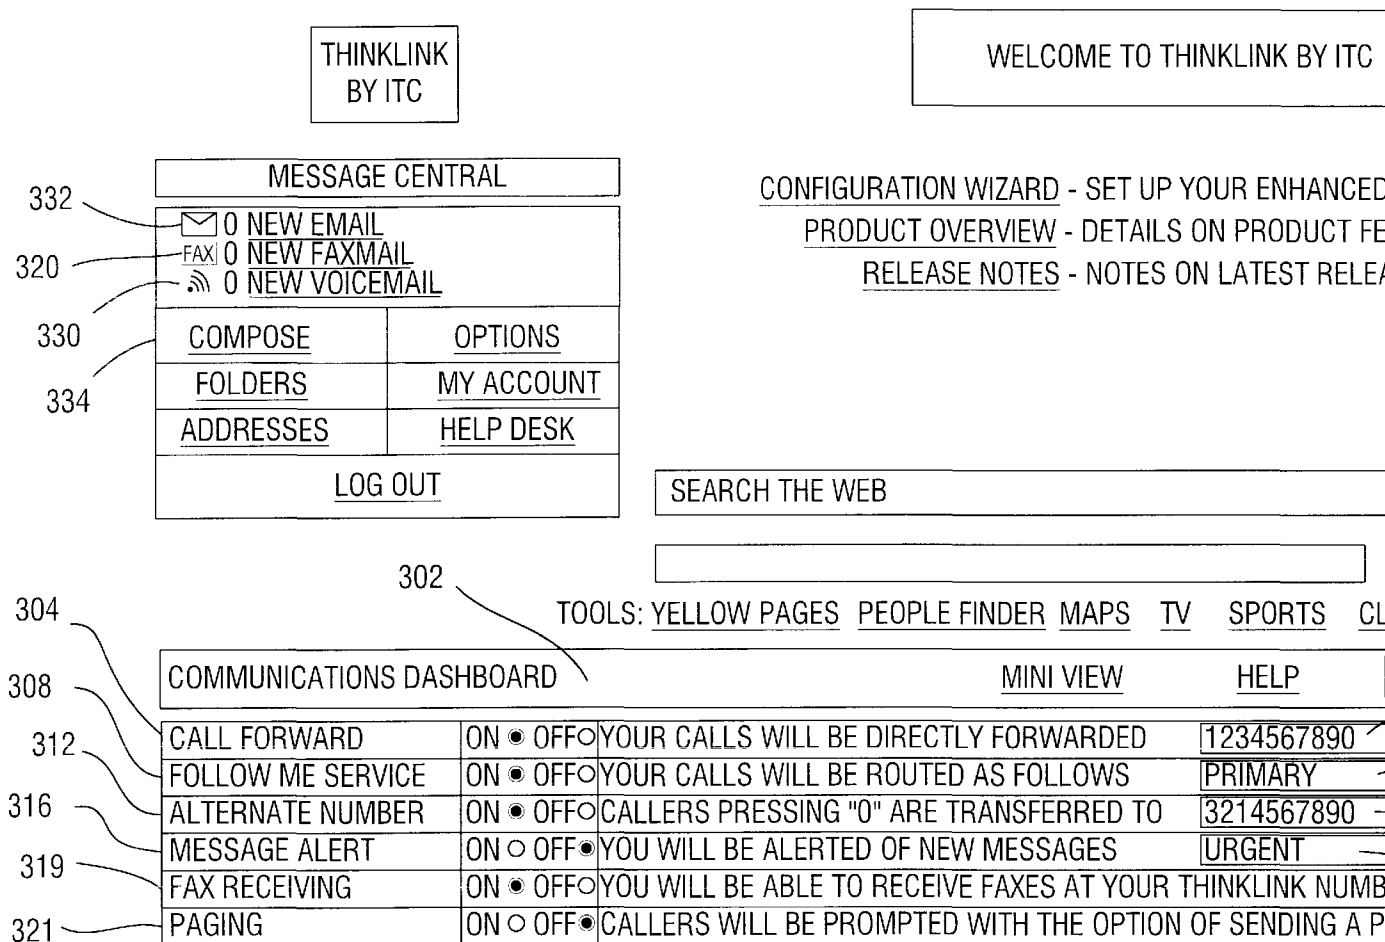 THINKLINK
BY ITC
WELCOME TO THINKLINK BY ITC
MESSAGE CENTRAL
332
0 NEW EMAIL
320
FAX 0 NEW FAXMAIL
330
0 NEW VOICEMAIL
CONFIGURATION WIZARD - SET UP YOUR ENHANCED
PRODUCT OVERVIEW - DETAILS ON PRODUCT FE
RELEASE NOTES - NOTES ON LATEST RELEA
334
COMPOSE OPTIONS
FOLDERS MY ACCOUNT
ADDRESSES HELP DESK
LOG OUT
SEARCH THE WEB
302
TOOLS: YELLOW PAGES PEOPLE FINDER MAPS TV SPORTS CL
COMMUNICATIONS DASHBOARD MINI VIEW HELP
304
CALL FORWARD ON OFF YOUR CALLS WILL BE DIRECTLY FORWARDED 1234567890
308
FOLLOW ME SERVICE ON OFF YOUR CALLS WILL BE ROUTED AS FOLLOWS PRIMARY
312
ALTERNATE NUMBER ON OFF CALLERS PRESSING "0" ARE TRANSFERRED TO 3214567890
316
MESSAGE ALERT ON OFF YOU WILL BE ALERTED OF NEW MESSAGES URGENT
319
FAX RECEIVING ON OFF YOU WILL BE ABLE TO RECEIVE FAXES AT YOUR THINKLINK NUMB
321
PAGING ON OFF CALLERS WILL BE PROMPTED WITH THE OPTION OF SENDING A P